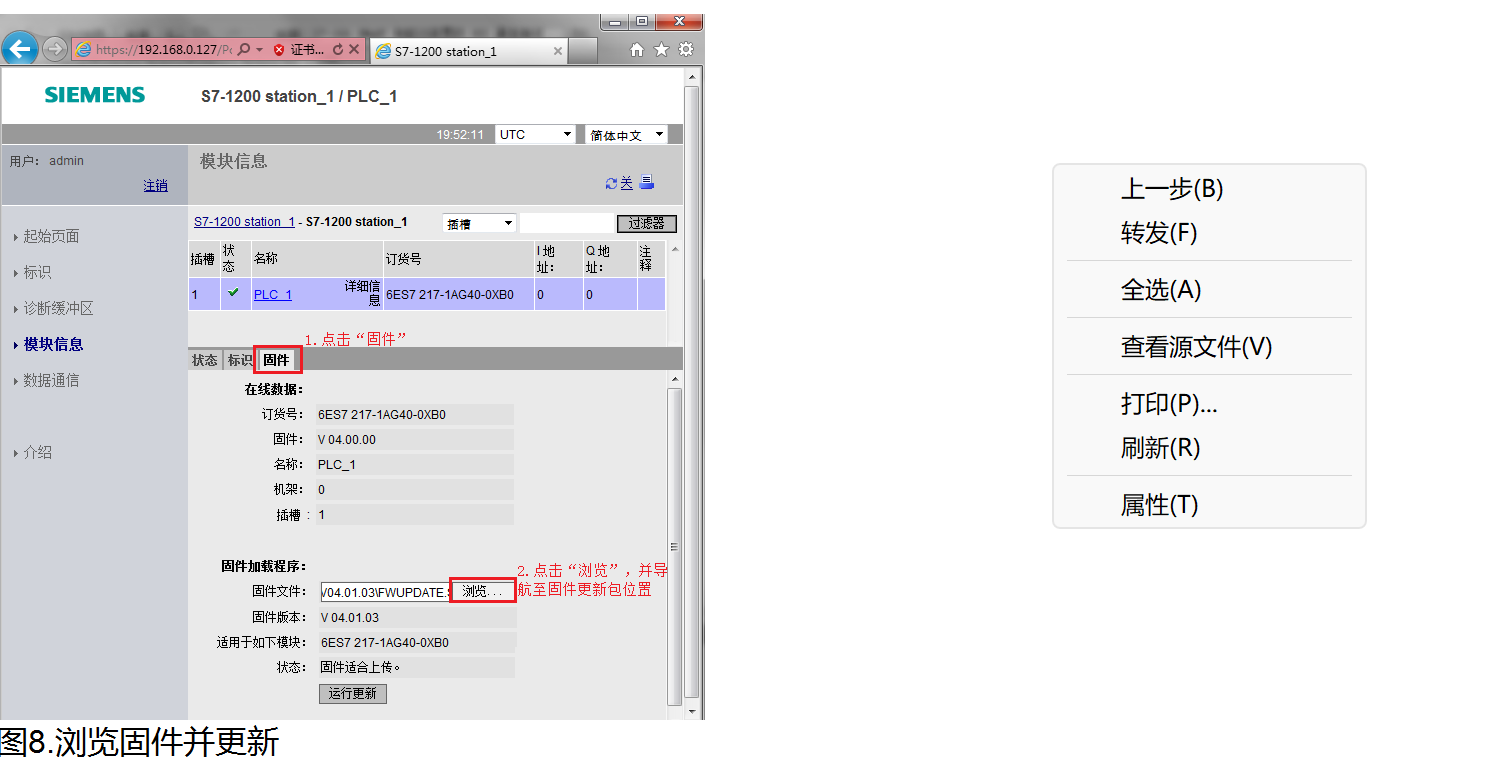 https://192.168.0.127/Pc
证书...
S7-1200 station_1
SIEMENS
S7-1200 station_1 / PLC_1
19:52:11
UTC
简体中文
用户： admin
注销
模块信息
关
起始页面
标识
诊断缓冲区
模块信息
数据通信
介绍
S7-1200 station_1 - S7-1200 station_1
插槽
过滤器
插槽 状态 名称 订货号 I 地址： Q 地址： 注释
1 PLC_1 详细信息 6ES7 217-1AG40-0XB0 0 0
1.点击“固件”
状态 标识 固件
在线数据：
订货号： 6ES7 217-1AG40-0XB0
固件： V 04.00.00
名称： PLC_1
机架： 0
插槽 : 1
固件加载程序：
2.点击“浏览”，并导
航至固件更新包位置
固件文件： V04.01.03\FWUPDATE. 浏览...
固件版本： V 04.01.03
适用于如下模块： 6ES7 217-1AG40-0XB0
状态： 固件适合上传。
运行更新
图8.浏览固件并更新
上一步(B)
转发(F)
全选(A)
查看源文件(V)
打印(P)...
刷新(R)
属性(T)